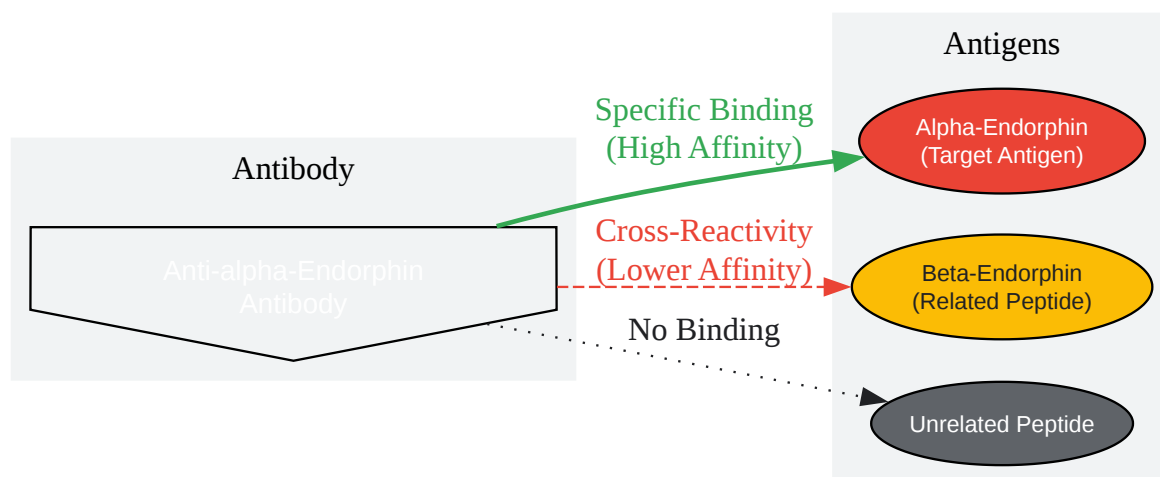 Antibody
Anti-alpha-Endorphin
Antibody
Specific Binding
(High Affinity)
Cross-Reactivity
(Lower Affinity)
No Binding
Antigens
Alpha-Endorphin
(Target Antigen)
Beta-Endorphin
(Related Peptide)
Unrelated Peptide